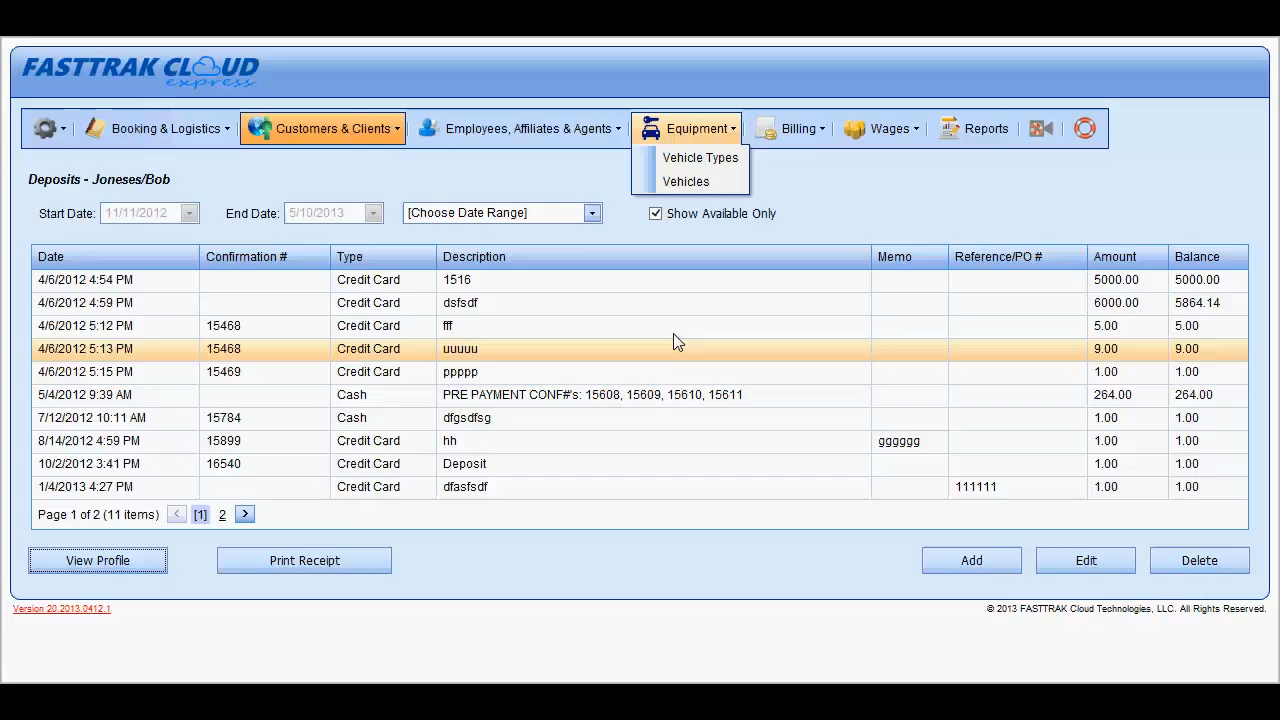 FASTTRAK CLOUD
express
Booking & Logistics Customers & Clients Employees, Affiliates & Agents Equipment Billing Wages Reports
Vehicle Types
Vehicles
Deposits - Joneses/Bob
Start Date: 11/11/2012 End Date: 5/10/2013 [Choose Date Range] Show Available Only
Date Confirmation # Type Description Memo Reference/PO # Amount Balance
4/6/2012 4:54 PM Credit Card 1516 5000.00 5000.00
4/6/2012 4:59 PM Credit Card dsfsdf 6000.00 5864.14
4/6/2012 5:12 PM 15468 Credit Card fff 5.00 5.00
4/6/2012 5:13 PM 15468 Credit Card uuuuu 9.00 9.00
4/6/2012 5:15 PM 15469 Credit Card ppppp 1.00 1.00
5/4/2012 9:39 AM Cash PRE PAYMENT CONF#'s: 15608, 15609, 15610, 15611 264.00 264.00
7/12/2012 10:11 AM 15784 Cash dfgsdfsg 1.00 1.00
8/14/2012 4:59 PM 15899 Credit Card hh gggggg 1.00 1.00
10/2/2012 3:41 PM 16540 Credit Card Deposit 1.00 1.00
1/4/2013 4:27 PM Credit Card dfasfsdf 111111 1.00 1.00
Page 1 of 2 (11 items) < [1] 2 >
View Profile Print Receipt Add Edit Delete
Version 20.2013.0412.1 © 2013 FASTTRAK Cloud Technologies, LLC. All Rights Reserved.